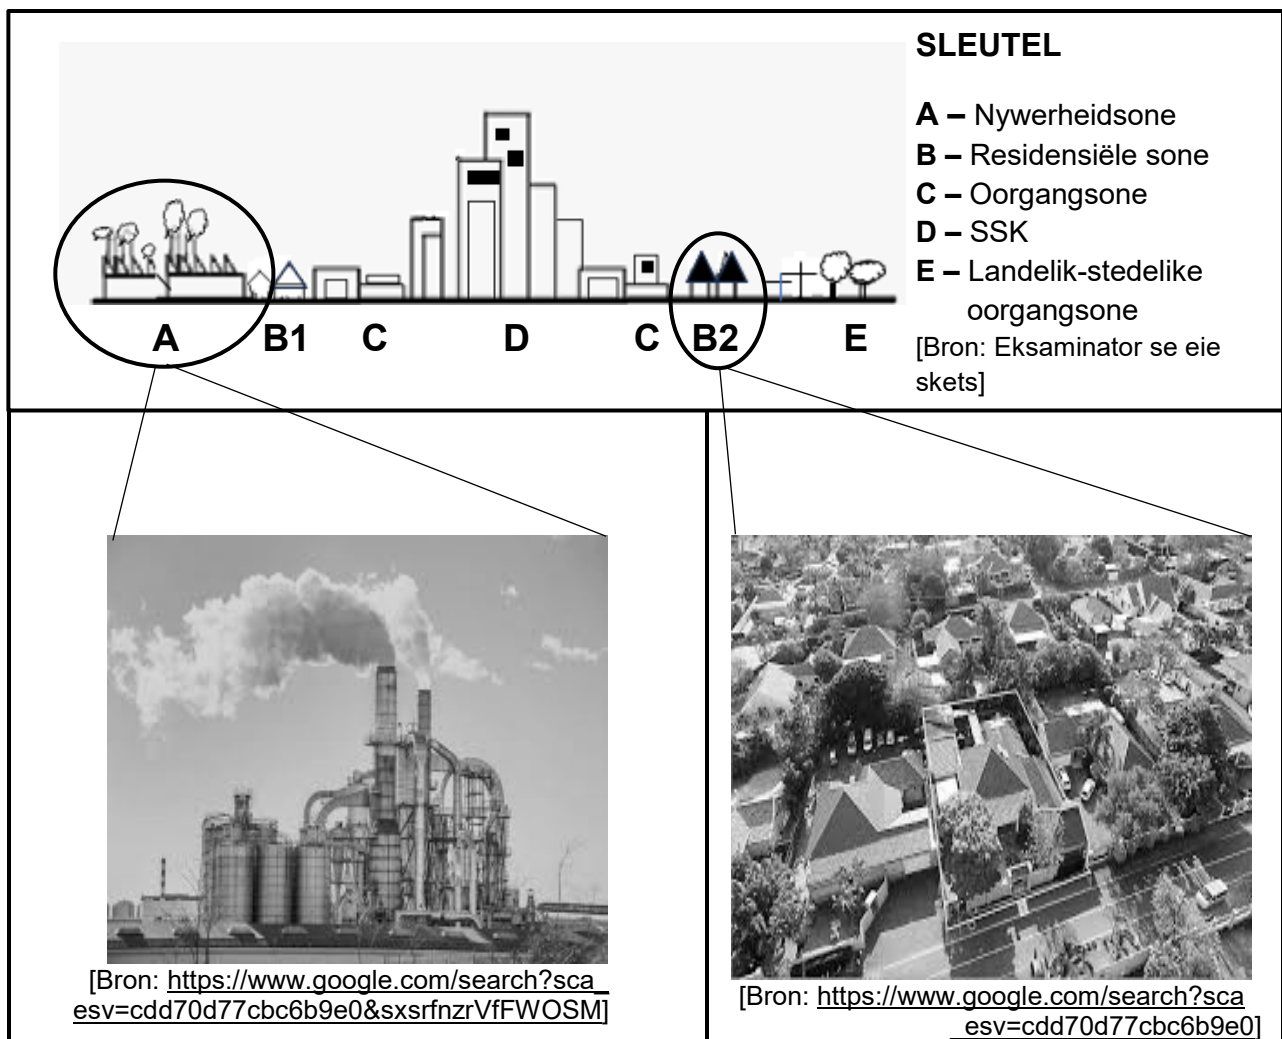 SLEUTEL
A – Nywerheidsone
B – Residensiële sone
C – Oorgangsone
D – SSK
E – Landelik-stedelike
oorgangsone
[Bron: Eksaminator se eie
skets]
A B1 C D C B2 E
[Bron: https://www.google.com/search?sca_
esv=cdd70d77cbc6b9e0&sxsrfnzrVfFWOSM]
[Bron: https://www.google.com/search?sca
_esv=cdd70d77cbc6b9e0]